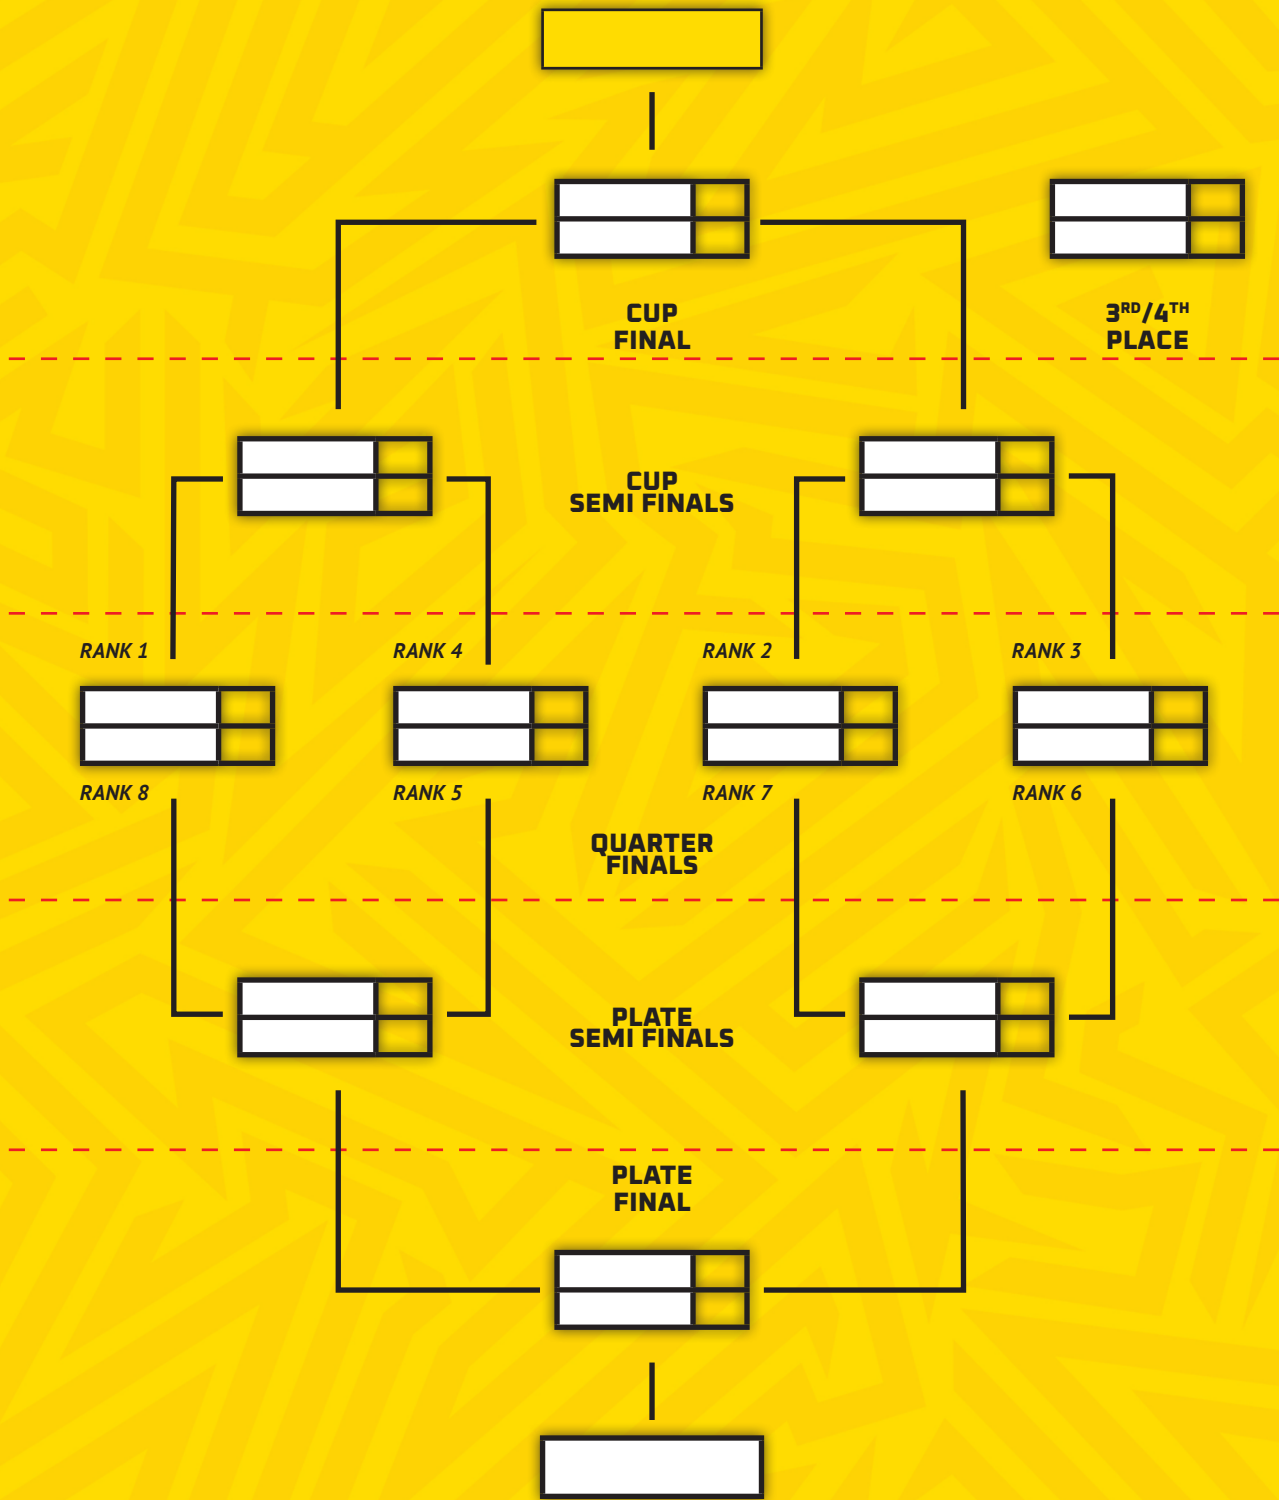 CUP
FINAL
3RD/4TH
PLACE
CUP
SEMI FINALS
RANK 1
RANK 4
RANK 2
RANK 3
RANK 8
RANK 5
RANK 7
RANK 6
QUARTER
FINALS
PLATE
SEMI FINALS
PLATE
FINAL